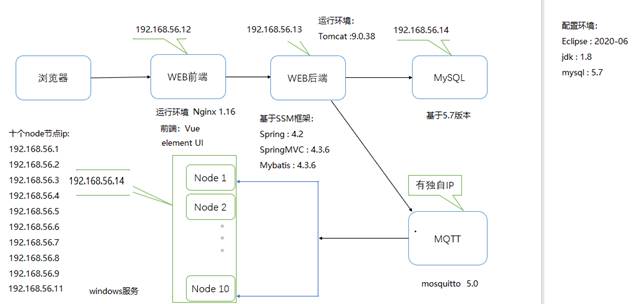 运行环境:
Tomcat :9.0.38
192.168.56.12
192.168.56.13
192.168.56.14
配置环境:
Eclipse : 2020-06
jdk : 1.8
mysql : 5.7
浏览器
WEB前端
WEB后端
MySQL
运行环境 Nginx 1.16
前端: Vue
element UI
基于SSM框架:
Spring : 4.2
SpringMVC : 4.3.6
Mybatis : 4.3.6
基于5.7版本
十个node节点ip:
192.168.56.1
192.168.56.2
192.168.56.3
192.168.56.4
192.168.56.5
192.168.56.6
192.168.56.7
192.168.56.8
192.168.56.9
192.168.56.11
192.168.56.14
Node 1
Node 2
Node 10
windows服务
有独自IP
MQTT
mosquitto 5.0